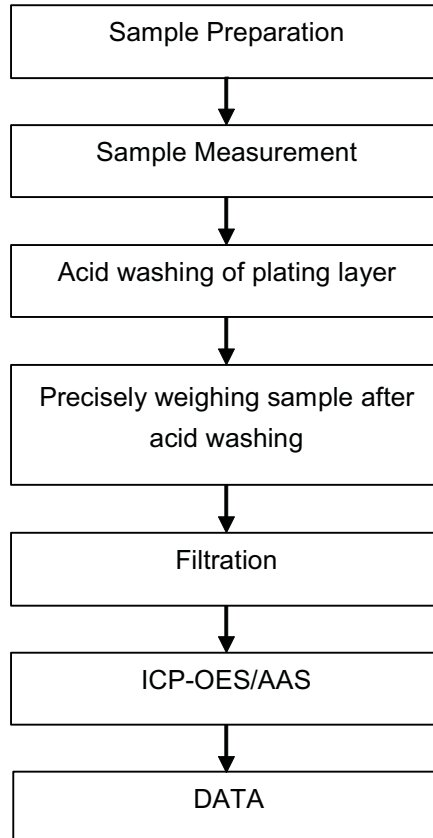 Sample Preparation
Sample Measurement
Acid washing of plating layer
Precisely weighing sample after
acid washing
Filtration
ICP-OES/AAS
DATA